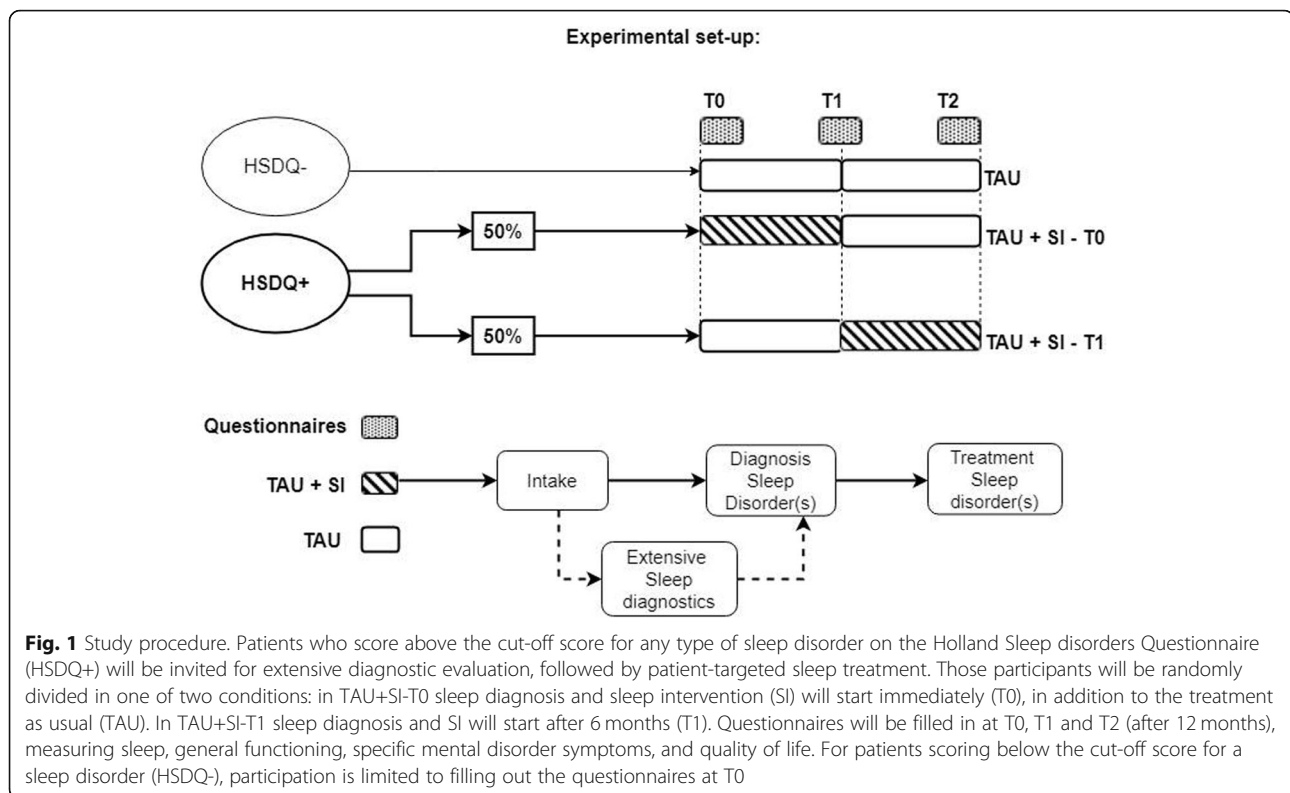 Experimental set-up:
T0 T1 T2
HSDQ-
TAU
50%
TAU + SI - T0
HSDQ+
50%
TAU + SI - T1
Questionnaires
TAU + SI
Intake
Diagnosis
Sleep
Disorder(s)
Treatment
Sleep
disorder(s)
TAU
Extensive
Sleep
diagnostics
Fig. 1 Study procedure. Patients who score above the cut-off score for any type of sleep disorder on the Holland Sleep disorders Questionnaire
(HSDQ+) will be invited for extensive diagnostic evaluation, followed by patient-targeted sleep treatment. Those participants will be randomly
divided in one of two conditions: in TAU+SI-T0 sleep diagnosis and sleep intervention (SI) will start immediately (T0), in addition to the treatment
as usual (TAU). In TAU+SI-T1 sleep diagnosis and SI will start after 6 months (T1). Questionnaires will be filled in at T0, T1 and T2 (after 12 months),
measuring sleep, general functioning, specific mental disorder symptoms, and quality of life. For patients scoring below the cut-off score for a
sleep disorder (HSDQ-), participation is limited to filling out the questionnaires at T0